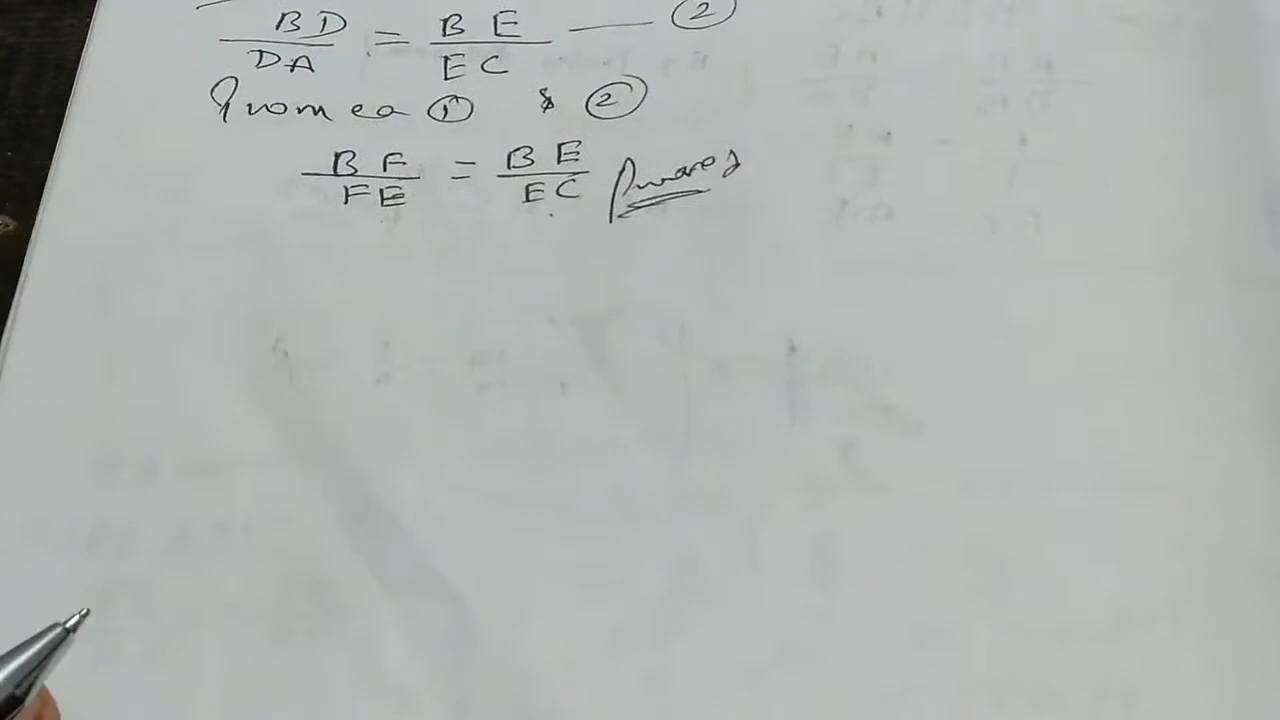 BD/DA = BE/EC —— ②
From eq ① & ②
BF/FE = BE/EC proved